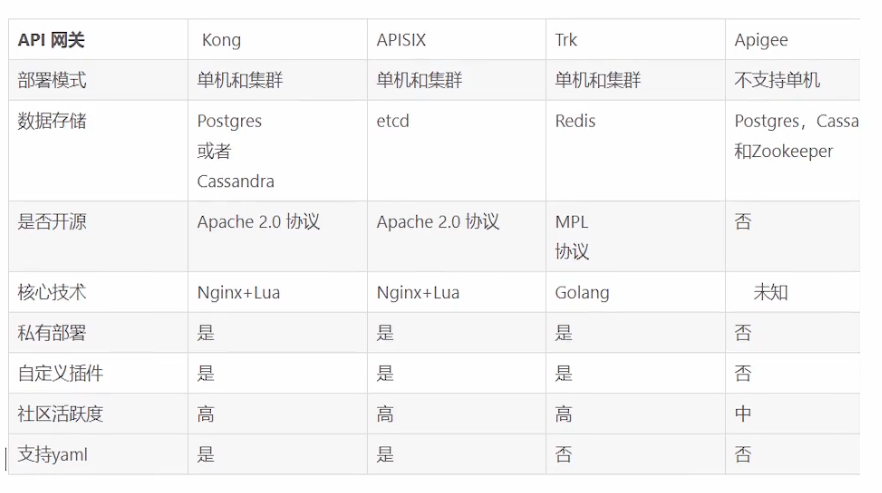 API 网关 Kong APISIX Trk Apigee
部署模式 单机和集群 单机和集群 单机和集群 不支持单机
数据存储 Postgres etcd Redis Postgres，Cassa
或者 和Zookeeper
Cassandra
是否开源 Apache 2.0 协议 Apache 2.0 协议 MPL 否
协议
核心技术 Nginx+Lua Nginx+Lua Golang 未知
私有部署 是 是 是 否
自定义插件 是 是 是 否
社区活跃度 高 高 高 中
支持yaml 是 是 否 否